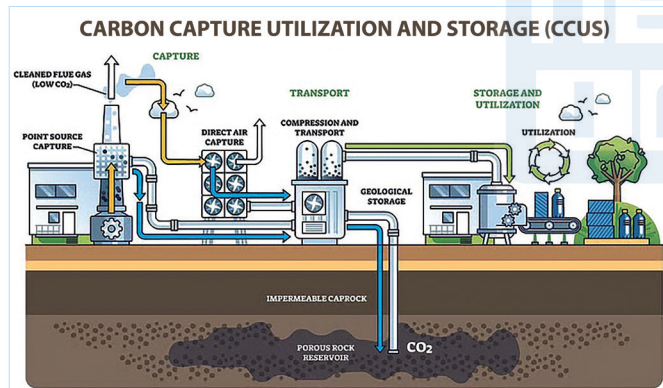 CARBON CAPTURE UTILIZATION AND STORAGE (CCUS)
CAPTURE
CLEANED FLUE GAS
(LOW CO₂)
TRANSPORT
STORAGE AND
UTILIZATION
POINT SOURCE
CAPTURE
DIRECT AIR
CAPTURE
COMPRESSION AND
TRANSPORT
UTILIZATION
GEOLOGICAL
STORAGE
IMPERMEABLE CAPROCK
POROUS ROCK
RESERVOIR
CO₂